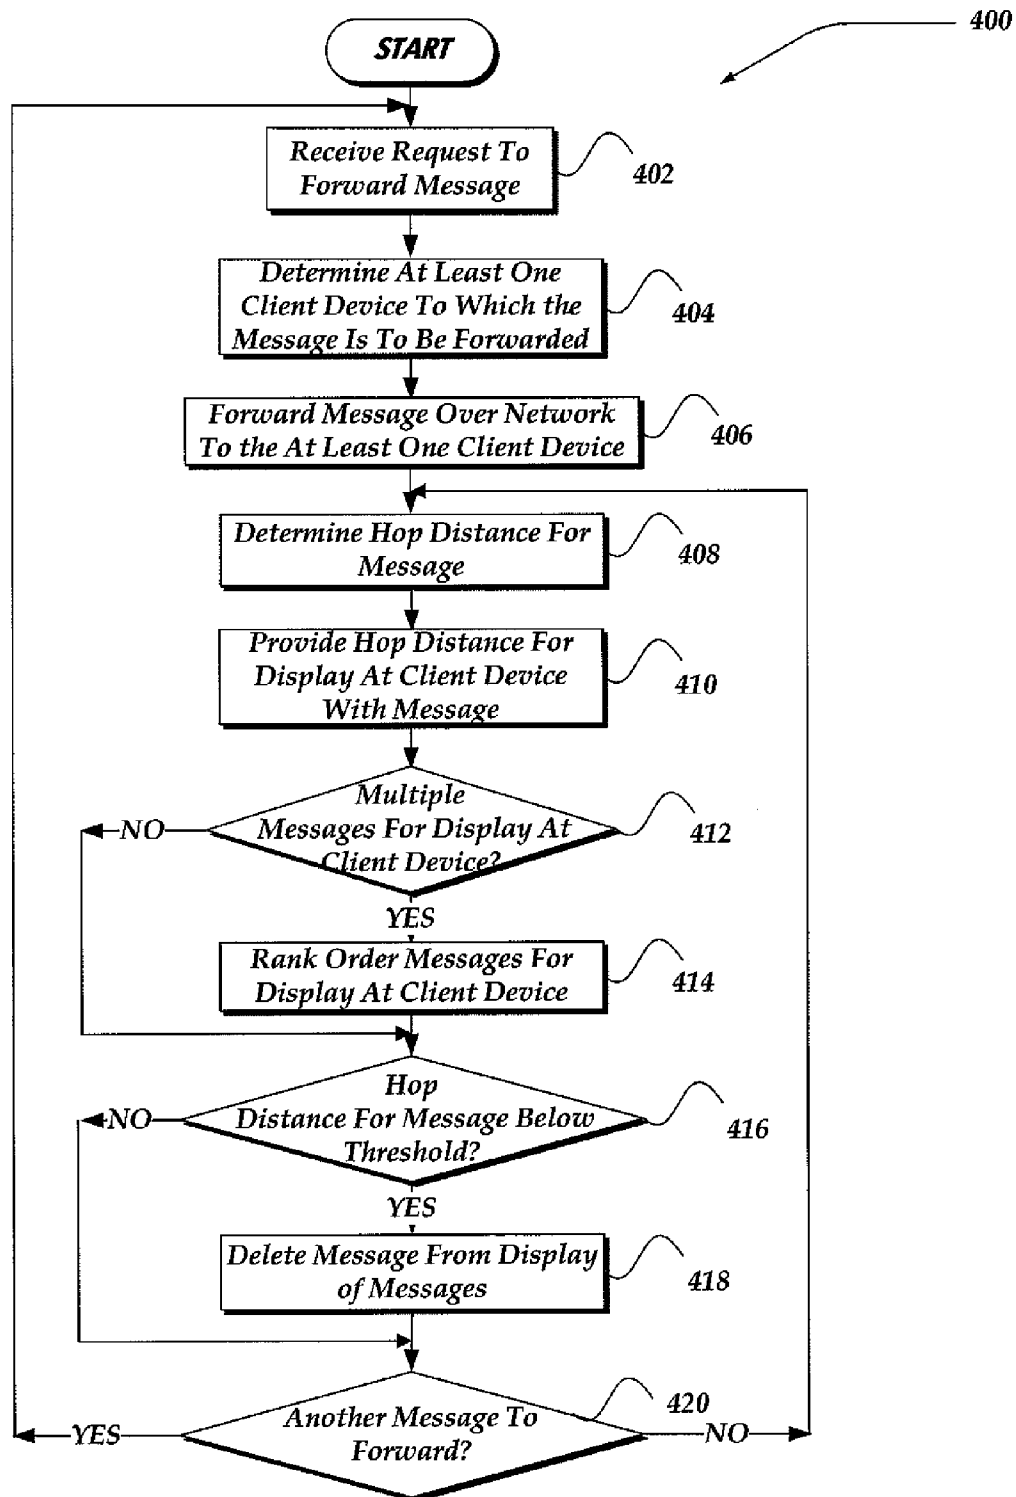 400
START
Receive Request To
Forward Message
402
Determine At Least One
Client Device To Which the
Message Is To Be Forwarded
404
Forward Message Over Network
To the At Least One Client Device
406
Determine Hop Distance For
Message
408
Provide Hop Distance For
Display At Client Device
With Message
410
Multiple
Messages For Display At
Client Device?
412
NO
YES
Rank Order Messages For
Display At Client Device
414
Hop
Distance For Message Below
Threshold?
416
NO
YES
Delete Message From Display
of Messages
418
Another Message To
Forward?
420
YES
NO